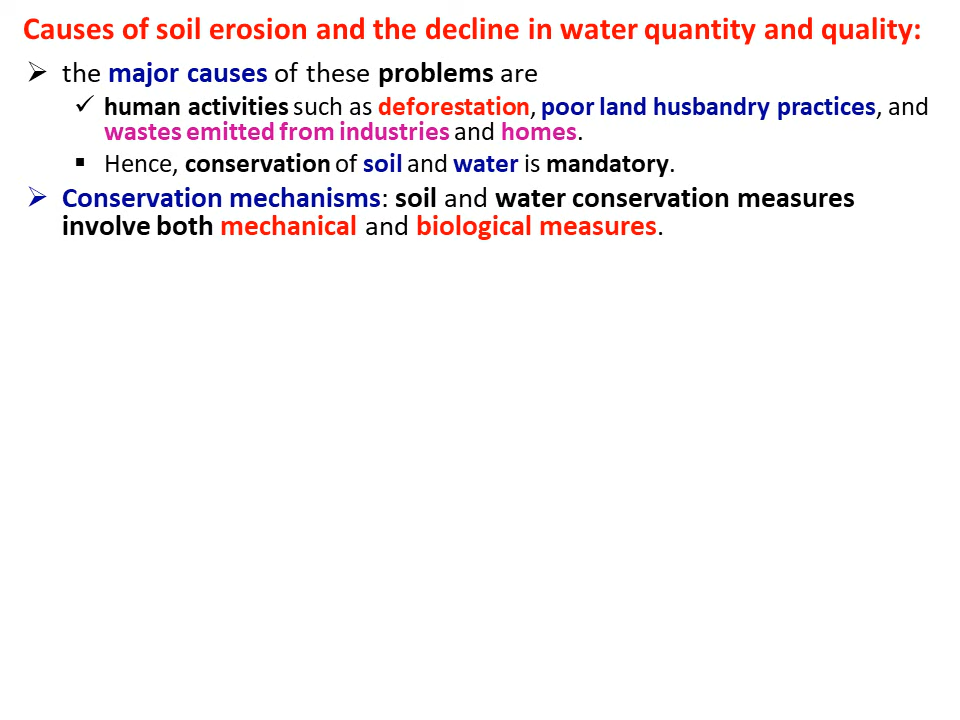 Causes of soil erosion and the decline in water quantity and quality:
➢ the major causes of these problems are
✓ human activities such as deforestation, poor land husbandry practices, and
wastes emitted from industries and homes.
▪ Hence, conservation of soil and water is mandatory.
➢ Conservation mechanisms: soil and water conservation measures
involve both mechanical and biological measures.